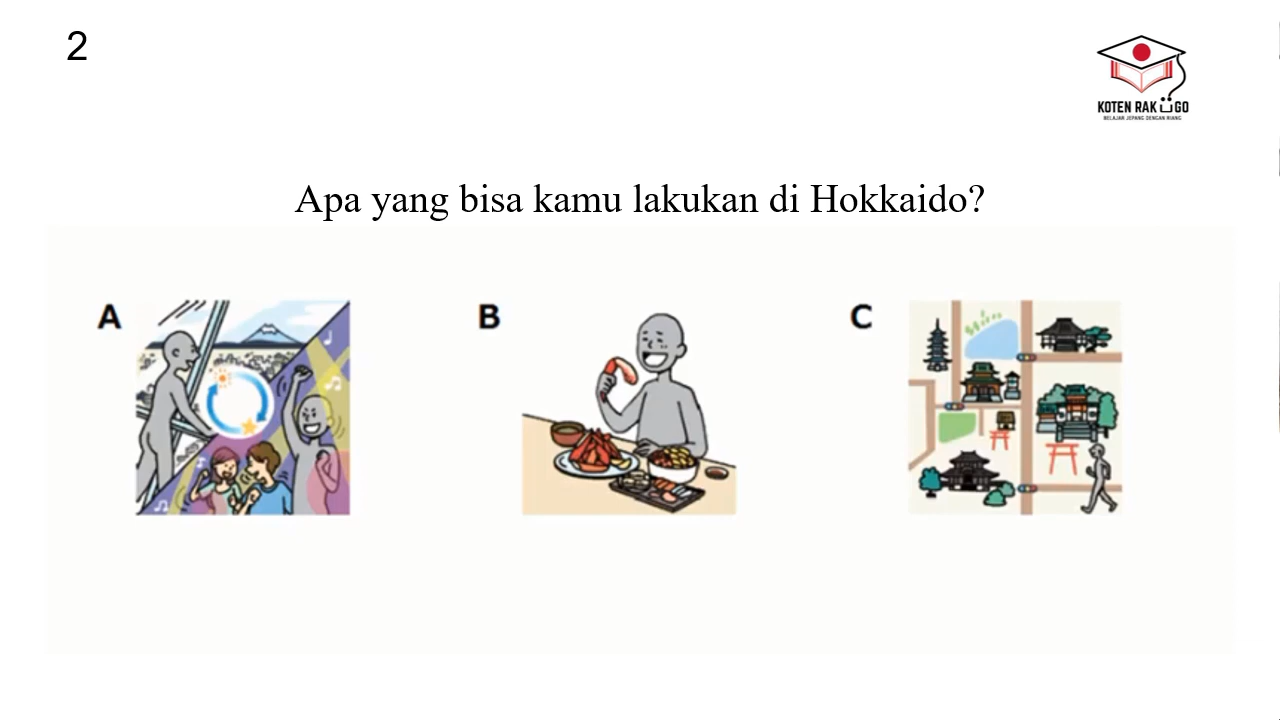 2
KOTEN RAKUGO
BELAJAR JEPANG DENGAN RIANG
Apa yang bisa kamu lakukan di Hokkaido?
A
B
C